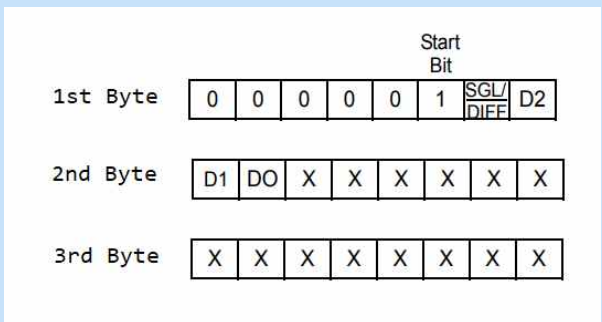 Start
Bit
1st Byte 0 0 0 0 0 1 SGL/DIFF D2
2nd Byte D1 DO X X X X X X
3rd Byte X X X X X X X X